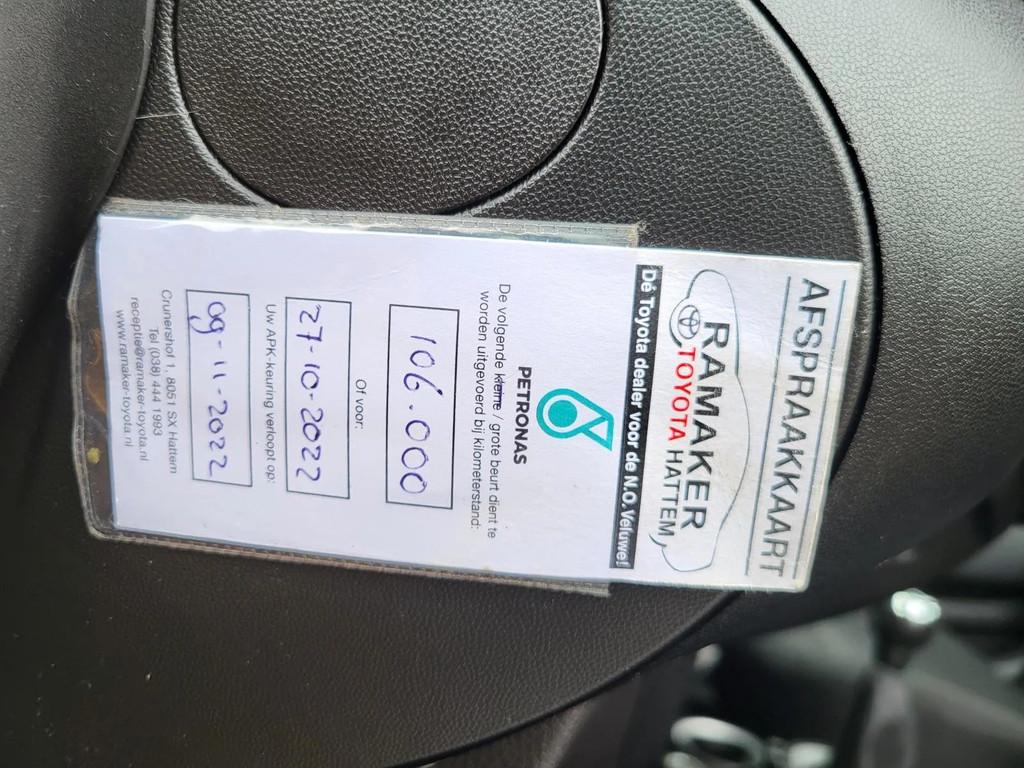 AFSPRAAKKAART
RAMAKER
TOYOTA HATTEM
Dé Toyota dealer voor de N.O. Veluwe!
PETRONAS
De volgende kleine / grote beurt dient te
worden uitgevoerd bij kilometerstand:
106.000
Of voor:
27-10-2022
Uw APK-keuring verloopt op:
09-11-2022
Crunershof 1, 8051 SX Hattem
Tel (038) 444 1993
receptie@ramaker-toyota.nl
www.ramaker-toyota.nl